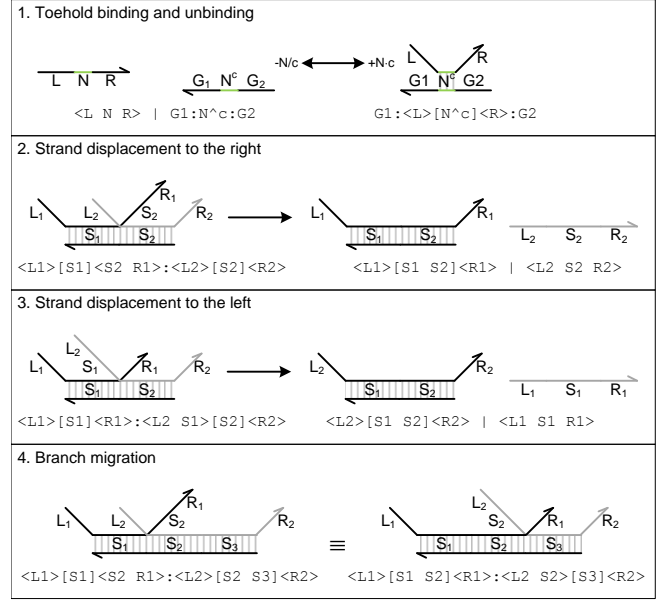 1. Toehold binding and unbinding
L N R
G1 Nc G2
-N/c +N·c
L R
G1 Nc G2
<L N R> | G1:N^c:G2
G1:<L>[N^c]<R>:G2
2. Strand displacement to the right
L1 L2 S2 R1 R2
S1 S2
L1 R1
S1 S2
L2 S2 R2
<L1>[S1]<S2 R1>:<L2>[S2]<R2>
<L1>[S1 S2]<R1> | <L2 S2 R2>
3. Strand displacement to the left
L1 L2 S1 R1 R2
S1 S2
L2 R2
S1 S2
L1 S1 R1
<L1>[S1]<R1>:<L2 S1>[S2]<R2>
<L2>[S1 S2]<R2> | <L1 S1 R1>
4. Branch migration
L1 L2 S2 R1 R2
S1 S2 S3
≡
L1 L2 S2 R1 R2
S1 S2 S3
<L1>[S1]<S2 R1>:<L2>[S2 S3]<R2>
<L1>[S1 S2]<R1>:<L2 S2>[S3]<R2>